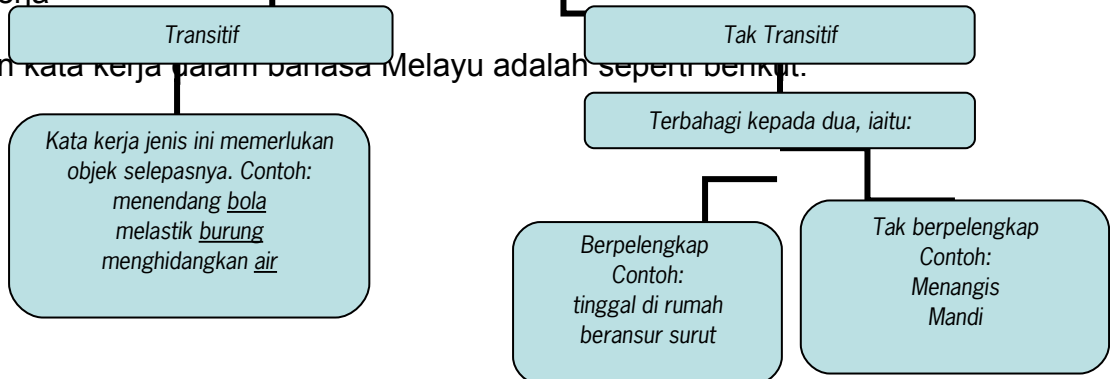 Transitif
Tak Transitif
kata kerja dalam bahasa Melayu adalah seperti berikut:
Terbahagi kepada dua, iaitu:
Kata kerja jenis ini memerlukan
objek selepasnya. Contoh:
menendang bola
melastik burung
menghidangkan air
Berpelengkap
Contoh:
tinggal di rumah
beransur surut
Tak berpelengkap
Contoh:
Menangis
Mandi